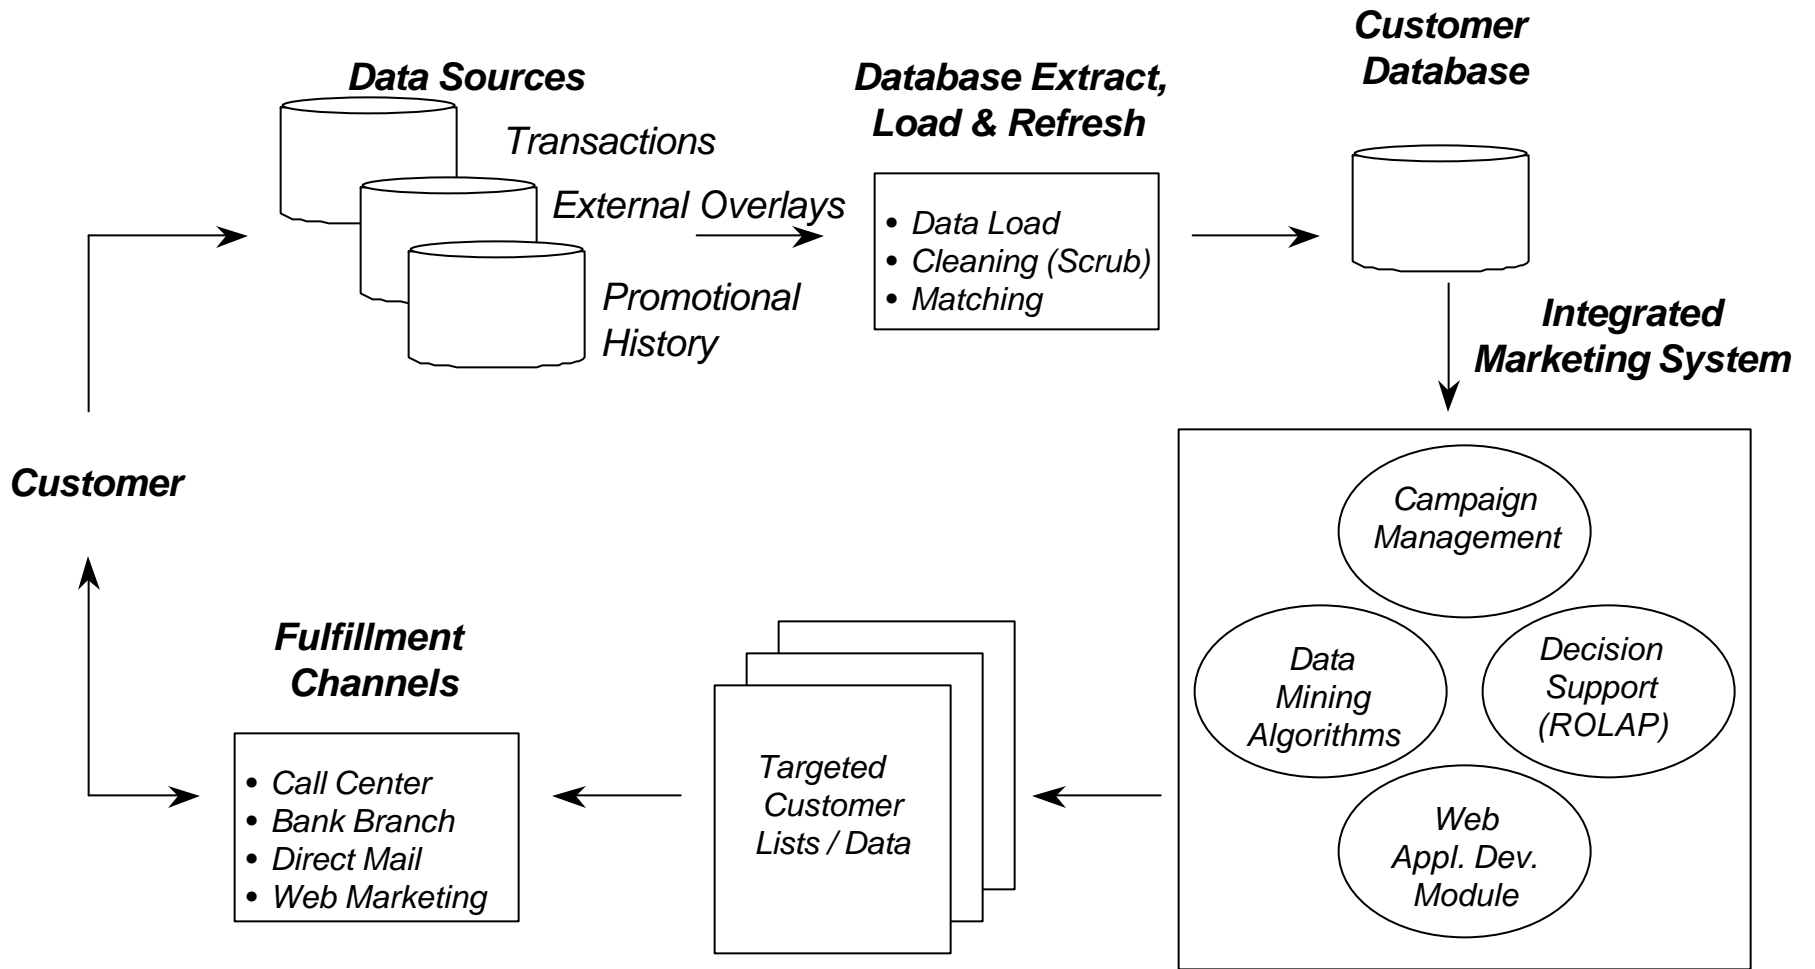 Data Sources
Transactions
External Overlays
Promotional
History
Database Extract,
Load & Refresh
• Data Load
• Cleaning (Scrub)
• Matching
Customer
Database
Integrated
Marketing System
Campaign
Management
Data
Mining
Algorithms
Decision
Support
(ROLAP)
Web
Appl. Dev.
Module
Targeted
Customer
Lists / Data
Fulfillment
Channels
• Call Center
• Bank Branch
• Direct Mail
• Web Marketing
Customer